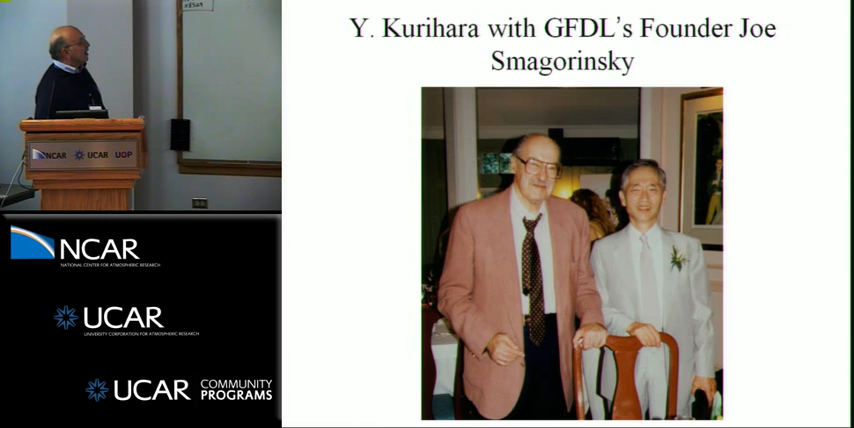 Y. Kurihara with GFDL's Founder Joe
Smagorinsky
NCAR UCAR UOP
NCAR
NATIONAL CENTER FOR ATMOSPHERIC RESEARCH
UCAR
UNIVERSITY CORPORATION FOR ATMOSPHERIC RESEARCH
UCAR COMMUNITY
PROGRAMS